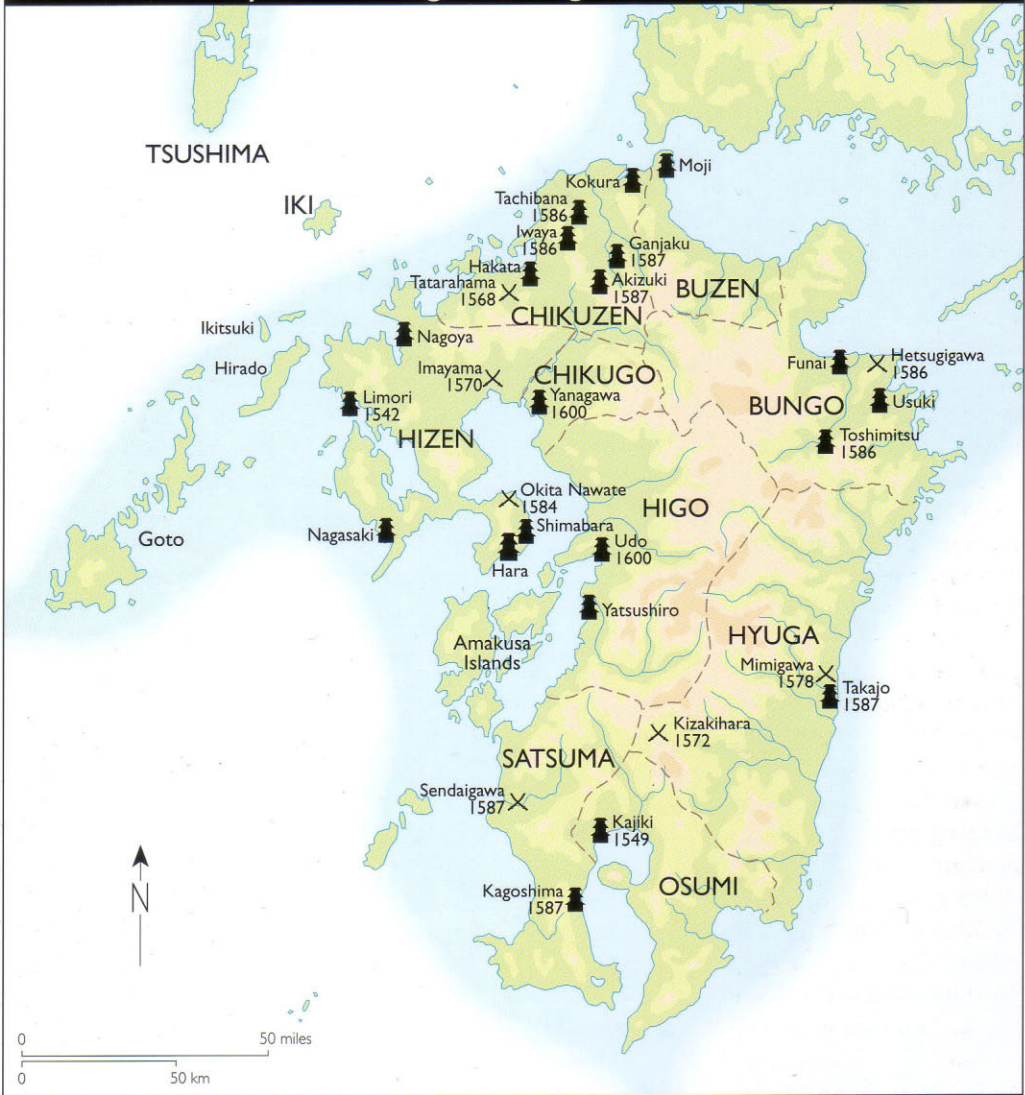 TSUSHIMA
IKI
Moji
Kokura
Tachibana
1586
Iwaya
1586
Ganjaku
1587
Hakata
Akizuki
1587
Tatarahama
1568
BUZEN
CHIKUZEN
Ikitsuki
Nagoya
Hirado
Imayama
1570
CHIKUGO
Funai
Hetsugigawa
1586
Limori
1542
Yanagawa
1600
BUNGO
Usuki
HIZEN
Toshimitsu
1586
Okita Nawate
1584
HIGO
Shimabara
Nagasaki
Goto
Udo
1600
Hara
Yatsushiro
HYUGA
Amakusa
Islands
Mimigawa
1578
Takajo
1587
Kizakihara
1572
SATSUMA
Sendaigawa
1587
Kajiki
1549
N
OSUMI
Kagoshima
1587
0
50 miles
0
50 km